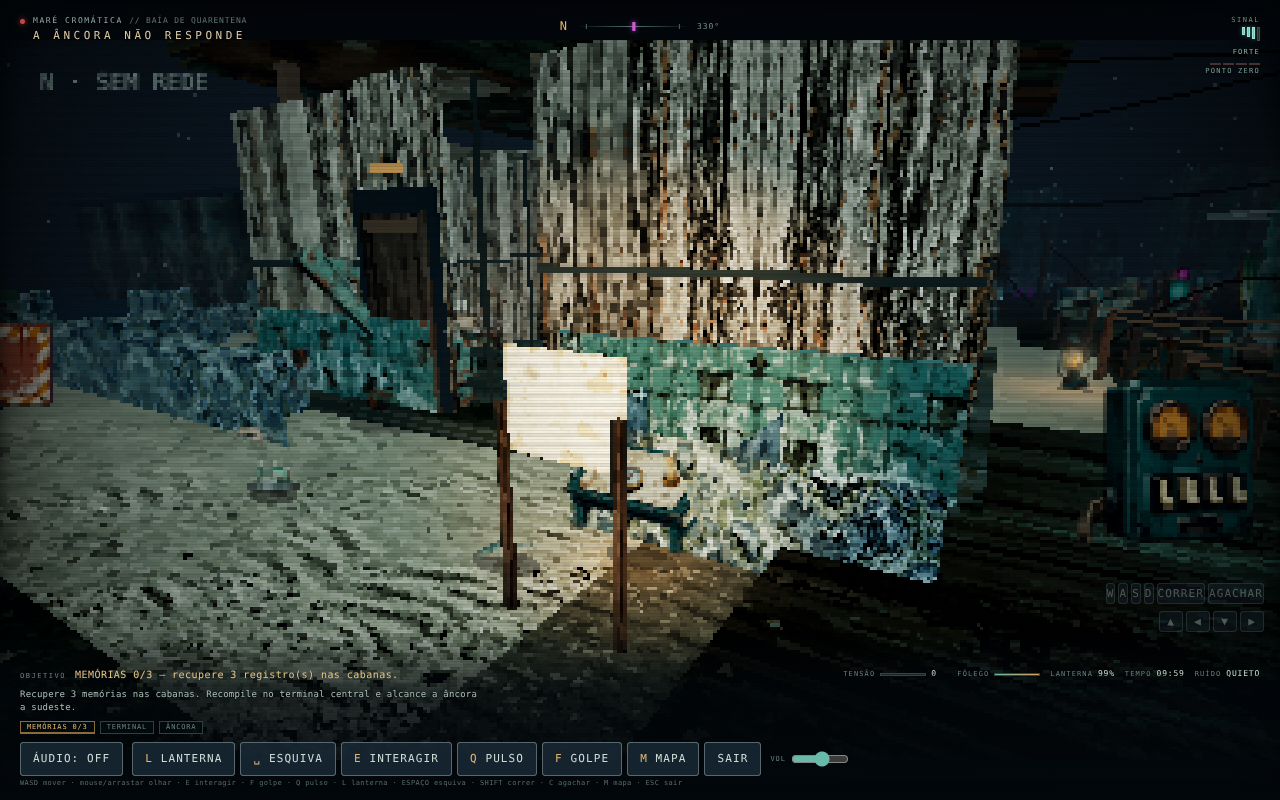 MARÉ CROMÁTICA // BAÍA DE QUARENTENA
A ÂNCORA NÃO RESPONDE
N 330°
SINAL
FORTE
PONTO ZERO
N · SEM REDE
W A S D CORRER AGACHAR
▲ ◀ ▼ ▶
OBJETIVO MEMÓRIAS 0/3 — recupere 3 registro(s) nas cabanas.
TENSÃO 0 FÔLEGO LANTERNA 99% TEMPO 09:59 RUÍDO QUIETO
Recupere 3 memórias nas cabanas. Recompile no terminal central e alcance a âncora
a sudeste.
MEMÓRIAS 0/3 TERMINAL ÂNCORA
ÁUDIO: OFF L LANTERNA ␣ ESQUIVA E INTERAGIR Q PULSO F GOLPE M MAPA SAIR VOL
WASD mover · mouse/arrastar olhar · E interagir · F golpe · Q pulso · L lanterna · ESPAÇO esquiva · SHIFT correr · C agachar · M mapa · ESC sair